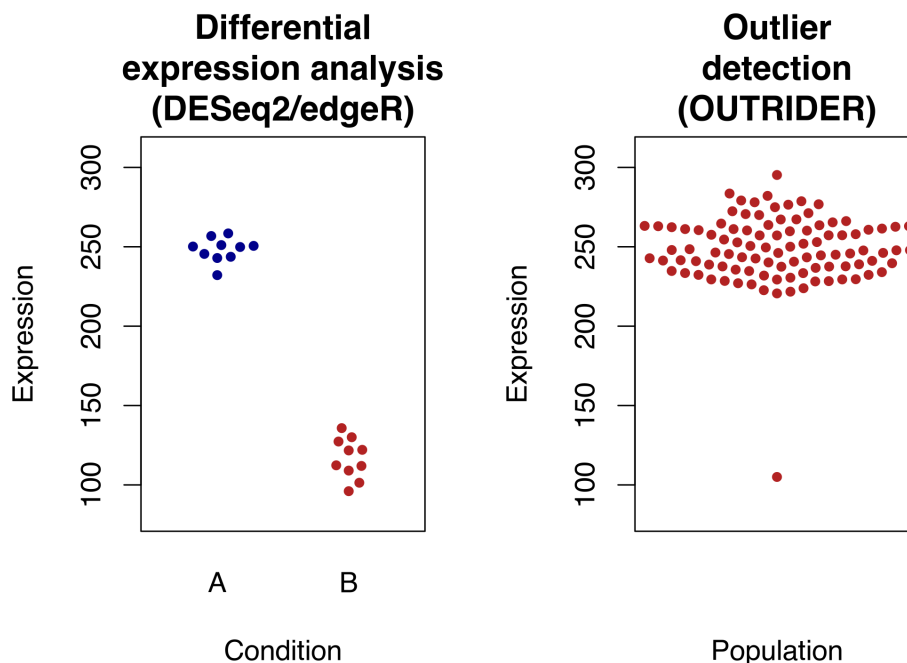 Differential
expression analysis
(DESeq2/edgeR)
Expression
300
250
200
150
100
A
B
Condition
Outlier
detection
(OUTRIDER)
Expression
300
250
200
150
100
Population